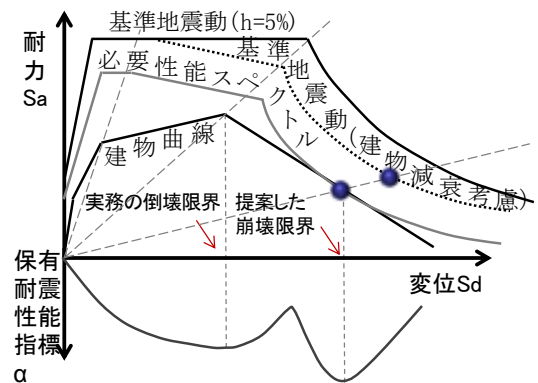 基準地震動(h=5%)
耐力Sa
基準地震動(建物減衰考慮)
必要性能スペクトル
建物曲線
実務の倒壊限界
提案した
崩壊限界
変位Sd
保有
耐震
性能
指標
α